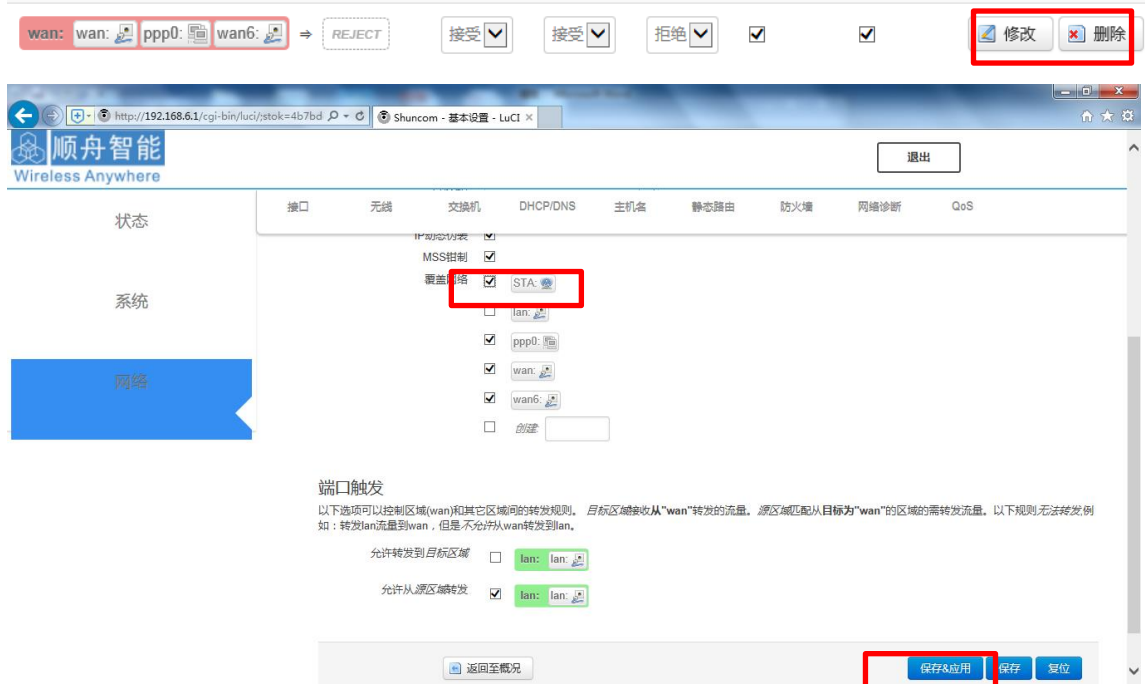 wan: wan: ppp0: wan6: ⇒ REJECT 接受 接受 拒绝 修改 删除
http://192.168.6.1/cgi-bin/luci/;stok=4b7bd Shuncom - 基本设置 - LuCI ×
顺舟智能
Wireless Anywhere
退出
接口 无线 交换机 DHCP/DNS 主机名 静态路由 防火墙 网络诊断 QoS
状态
系统
网络
IP动态伪装
MSS钳制
覆盖网络 STA:
lan:
ppp0:
wan:
wan6:
创建:
端口触发
以下选项可以控制区域(wan)和其它区域间的转发规则。 目标区域接收从"wan"转发的流量。源区域匹配从目标为"wan"的区域的需转发流量。以下规则无法转发,例
如：转发lan流量到wan，但是不允许从wan转发到lan。
允许转发到目标区域 lan: lan:
允许从源区域转发 lan: lan:
返回至概况 保存&应用 保存 复位